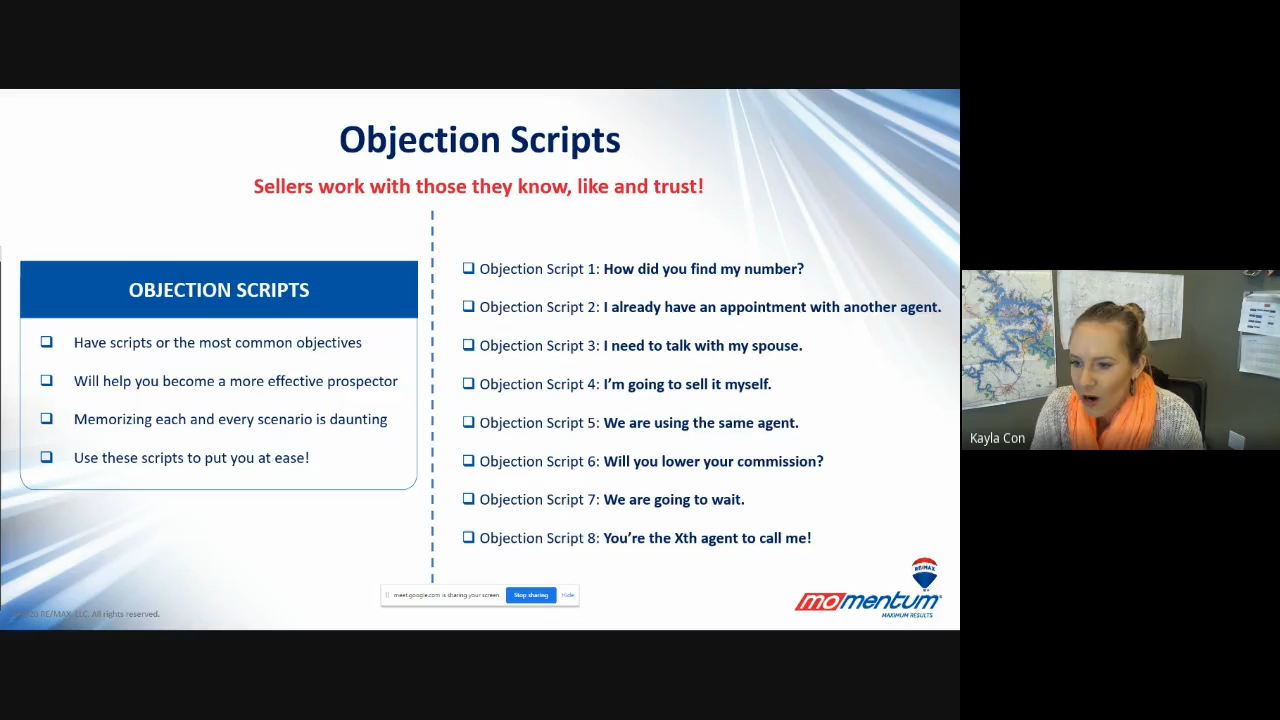 Objection Scripts
Sellers work with those they know, like and trust!
OBJECTION SCRIPTS
Have scripts or the most common objectives
Will help you become a more effective prospector
Memorizing each and every scenario is daunting
Use these scripts to put you at ease!
Objection Script 1: How did you find my number?
Objection Script 2: I already have an appointment with another agent.
Objection Script 3: I need to talk with my spouse.
Objection Script 4: I'm going to sell it myself.
Objection Script 5: We are using the same agent.
Objection Script 6: Will you lower your commission?
Objection Script 7: We are going to wait.
Objection Script 8: You're the Xth agent to call me!
meet.google.com is sharing your screen.
Stop sharing
Hide
RE/MAX
momentum®
MAXIMUM RESULTS
RE/MAX, LLC. All rights reserved.
Kayla Con